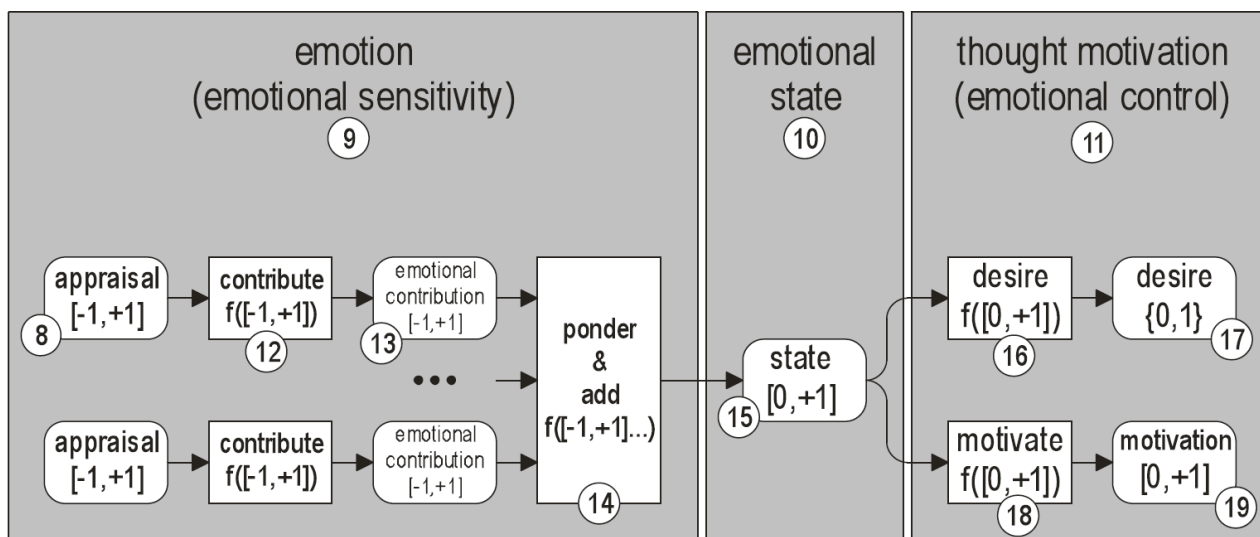 emotion
(emotional sensitivity)
9
emotional
state
10
thought motivation
(emotional control)
11
appraisal
[-1,+1]
8
contribute
f([-1,+1])
12
emotional
contribution
[-1,+1]
13
ponder
&
add
f([-1,+1]...)
14
•••
appraisal
[-1,+1]
contribute
f([-1,+1])
emotional
contribution
[-1,+1]
state
[0,+1]
15
desire
f([0,+1])
16
desire
{0,1}
17
motivate
f([0,+1])
18
motivation
[0,+1]
19